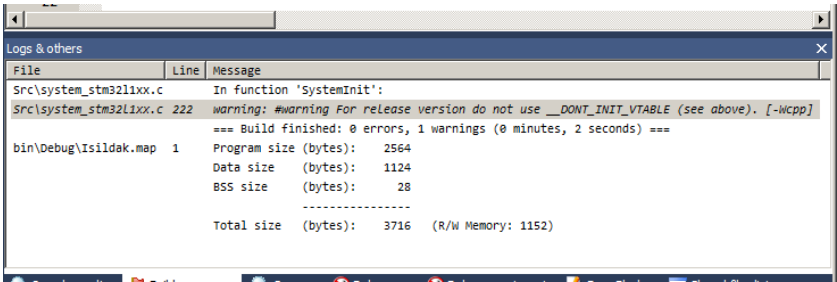 22
Logs & others
File Line Message
Src\system_stm32l1xx.c In function 'SystemInit':
Src\system_stm32l1xx.c 222 warning: #warning For release version do not use __DONT_INIT_VTABLE (see above). [-Wcpp]
=== Build finished: 0 errors, 1 warnings (0 minutes, 2 seconds) ===
bin\Debug\Isildak.map 1 Program size (bytes): 2564
Data size (bytes): 1124
BSS size (bytes): 28
-----------------
Total size (bytes): 3716 (R/W Memory: 1152)